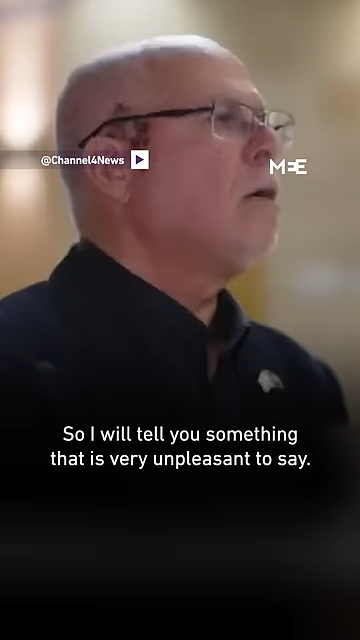 @Channel4News
MEE
So I will tell you something
that is very unpleasant to say.